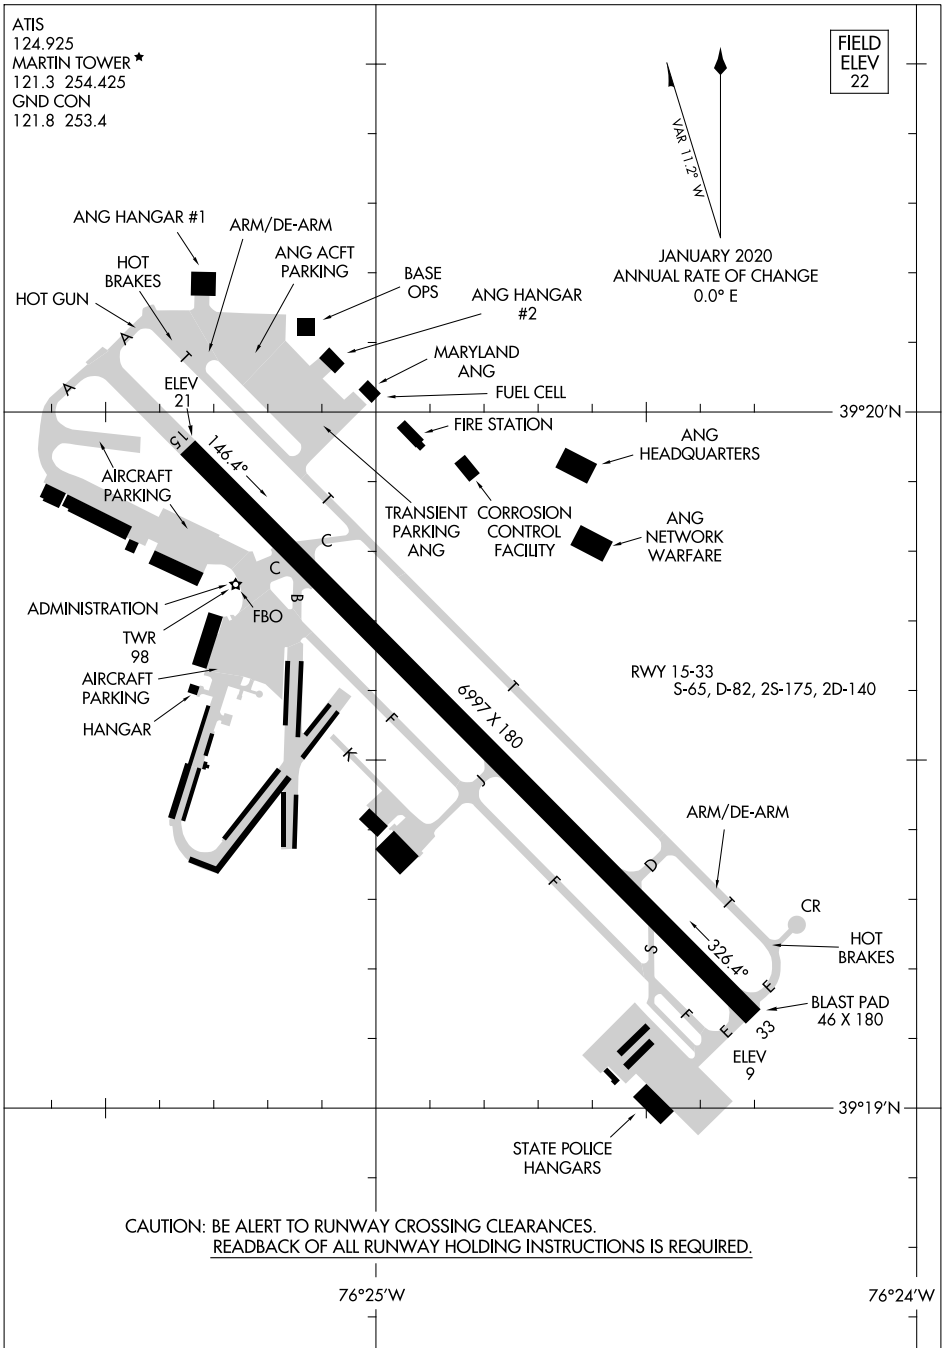 ATIS
124.925
MARTIN TOWER ★
121.3 254.425
GND CON
121.8 253.4
FIELD
ELEV
22
VAR 11.2° W
JANUARY 2020
ANNUAL RATE OF CHANGE
0.0° E
ANG HANGAR #1
ARM/DE-ARM
HOT
BRAKES
ANG ACFT
PARKING
HOT GUN
BASE
OPS
ANG HANGAR
#2
MARYLAND
ANG
FUEL CELL
A
A
T
ELEV
21
39°20'N
FIRE STATION
ANG
HEADQUARTERS
15
146.4°
AIRCRAFT
PARKING
T
TRANSIENT
PARKING
ANG
CORROSION
CONTROL
FACILITY
ANG
NETWORK
WARFARE
C
C
B
ADMINISTRATION
FBO
TWR
98
AIRCRAFT
PARKING
HANGAR
RWY 15-33
S-65, D-82, 2S-175, 2D-140
T
6997 X 180
F
K
J
ARM/DE-ARM
D
F
T
CR
S
326.4°
HOT
BRAKES
E
BLAST PAD
46 X 180
F
E
33
ELEV
9
39°19'N
STATE POLICE
HANGARS
CAUTION: BE ALERT TO RUNWAY CROSSING CLEARANCES.
READBACK OF ALL RUNWAY HOLDING INSTRUCTIONS IS REQUIRED.
76°25'W
76°24'W